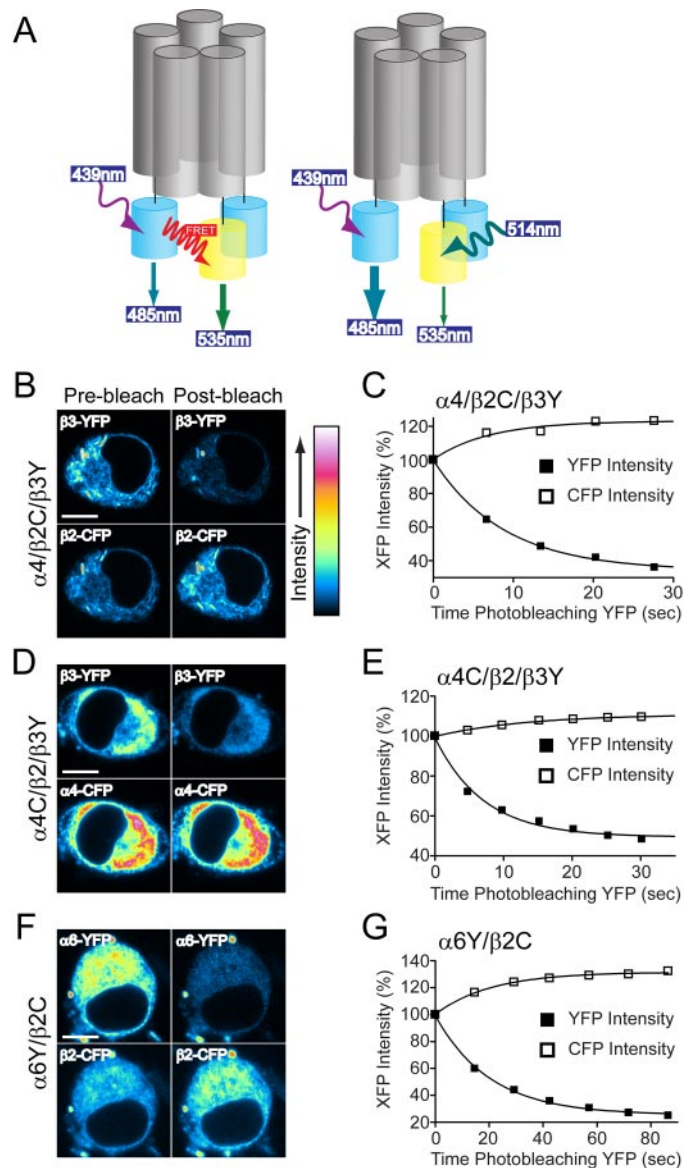 A
439nm
FRET
485nm
535nm
439nm
514nm
485nm
535nm
B
Pre-bleach Post-bleach
α4/β2C/β3Y
β3-YFP β3-YFP
β2-CFP β2-CFP
Intensity
C
α4/β2C/β3Y
XFP Intensity (%)
120
100
80
60
40
YFP Intensity
CFP Intensity
0 10 20 30
Time Photobleaching YFP (sec)
D
α4C/β2/β3Y
β3-YFP β3-YFP
α4-CFP α4-CFP
E
α4C/β2/β3Y
XFP Intensity (%)
120
100
80
60
40
YFP Intensity
CFP Intensity
0 10 20 30
Time Photobleaching YFP (sec)
F
α6Y/β2C
α6-YFP α6-YFP
β2-CFP β2-CFP
G
α6Y/β2C
XFP Intensity (%)
140
120
100
80
60
40
20
YFP Intensity
CFP Intensity
0 20 40 60 80
Time Photobleaching YFP (sec)